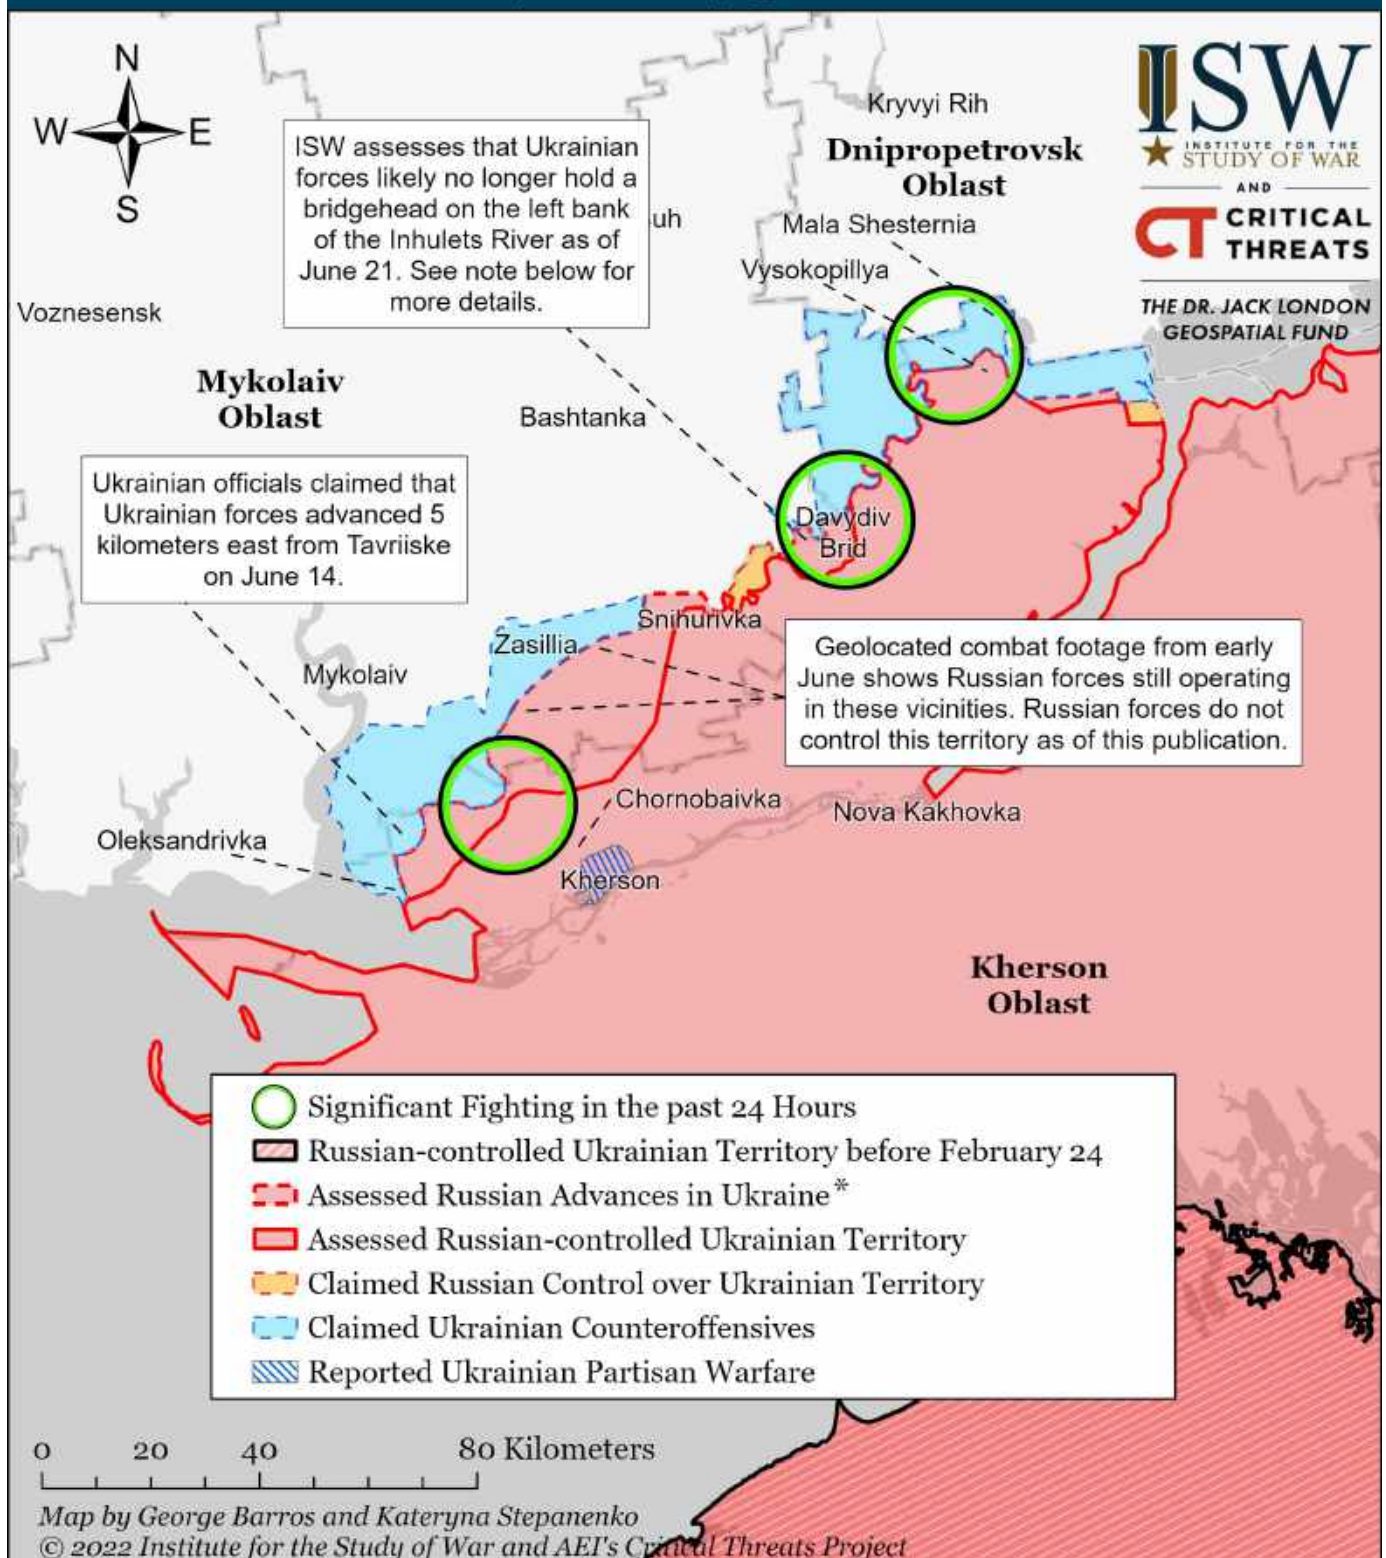 N
W E
S
ISW
INSTITUTE FOR THE
STUDY OF WAR
AND
CT CRITICAL
THREATS
THE DR. JACK LONDON
GEOSPATIAL FUND
Kryvyi Rih
Dnipropetrovsk
Oblast
ISW assesses that Ukrainian
forces likely no longer hold a
bridgehead on the left bank
of the Inhulets River as of
June 21. See note below for
more details.
uh
Mala Shesternia
Vysokopillya
Voznesensk
Mykolaiv
Oblast
Bashtanka
Ukrainian officials claimed that
Ukrainian forces advanced 5
kilometers east from Tavriiske
on June 14.
Davydiv
Brid
Snihurivka
Zasillia
Mykolaiv
Geolocated combat footage from early
June shows Russian forces still operating
in these vicinities. Russian forces do not
control this territory as of this publication.
Chornobaivka
Nova Kakhovka
Oleksandrivka
Kherson
Kherson
Oblast
Significant Fighting in the past 24 Hours
Russian-controlled Ukrainian Territory before February 24
Assessed Russian Advances in Ukraine*
Assessed Russian-controlled Ukrainian Territory
Claimed Russian Control over Ukrainian Territory
Claimed Ukrainian Counteroffensives
Reported Ukrainian Partisan Warfare
0 20 40 80 Kilometers
Map by George Barros and Kateryna Stepanenko
© 2022 Institute for the Study of War and AEI's Critical Threats Project